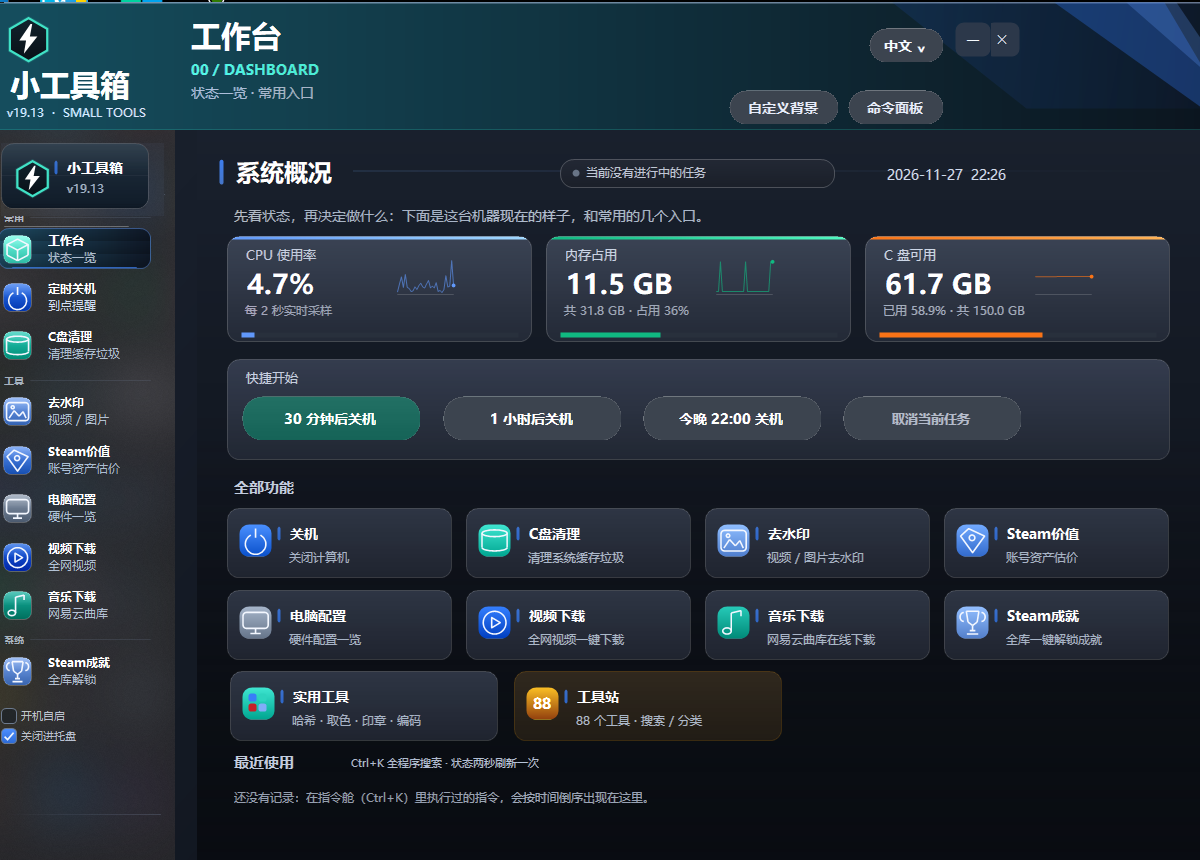 小工具箱
v19.13 · SMALL TOOLS
工作台
00 / DASHBOARD
状态一览 · 常用入口
中文
自定义背景
命令面板
小工具箱
v19.13
常用
工作台
状态一览
定时关机
到点提醒
C盘清理
清理缓存垃圾
工具
去水印
视频 / 图片
Steam价值
账号资产估价
电脑配置
硬件一览
视频下载
全网视频
音乐下载
网易云曲库
系统
Steam成就
全库解锁
开机自启
关闭进托盘
系统概况
当前没有进行中的任务
2026-11-27 22:26
先看状态，再决定做什么：下面是这台机器现在的样子，和常用的几个入口。
CPU 使用率
4.7%
每 2 秒实时采样
内存占用
11.5 GB
共 31.8 GB · 占用 36%
C 盘可用
61.7 GB
已用 58.9% · 共 150.0 GB
快捷开始
30 分钟后关机
1 小时后关机
今晚 22:00 关机
取消当前任务
全部功能
关机
关闭计算机
C盘清理
清理系统缓存垃圾
去水印
视频 / 图片去水印
Steam价值
账号资产估价
电脑配置
硬件配置一览
视频下载
全网视频一键下载
音乐下载
网易云曲库在线下载
Steam成就
全库一键解锁成就
实用工具
哈希 · 取色 · 印章 · 编码
88
工具站
88 个工具 · 搜索 / 分类
最近使用
Ctrl+K 全程序搜索 · 状态两秒刷新一次
还没有记录：在指令舱（Ctrl+K）里执行过的指令，会按时间倒序出现在这里。